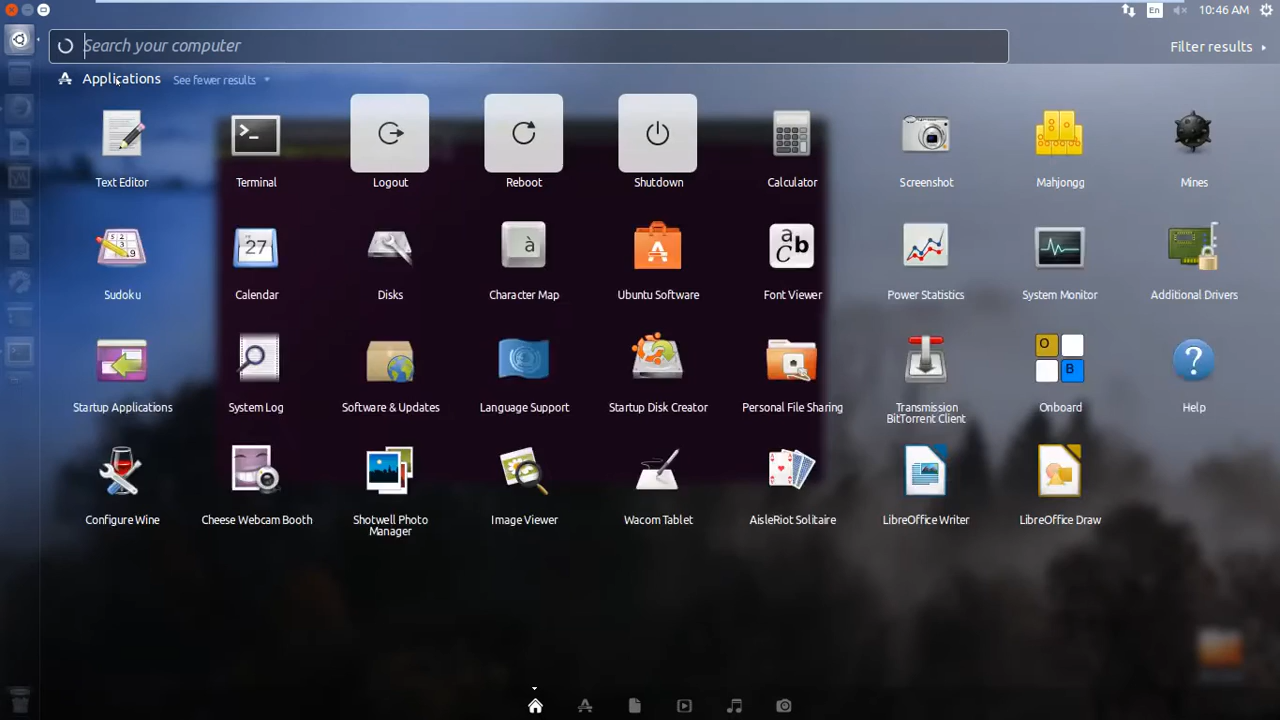 En
10:46 AM
Search your computer
Filter results
Applications
See fewer results
Text Editor
Terminal
Logout
Reboot
Shutdown
Calculator
Screenshot
Mahjongg
Mines
Sudoku
27
Calendar
Disks
à
Character Map
Ubuntu Software
a b
c
Font Viewer
Power Statistics
System Monitor
Additional Drivers
Startup Applications
System Log
Software & Updates
Language Support
Startup Disk Creator
Personal File Sharing
Transmission
BitTorrent Client
O
B
Onboard
?
Help
Configure Wine
Cheese Webcam Booth
Shotwell Photo
Manager
Image Viewer
Wacom Tablet
AisleRiot Solitaire
LibreOffice Writer
LibreOffice Draw